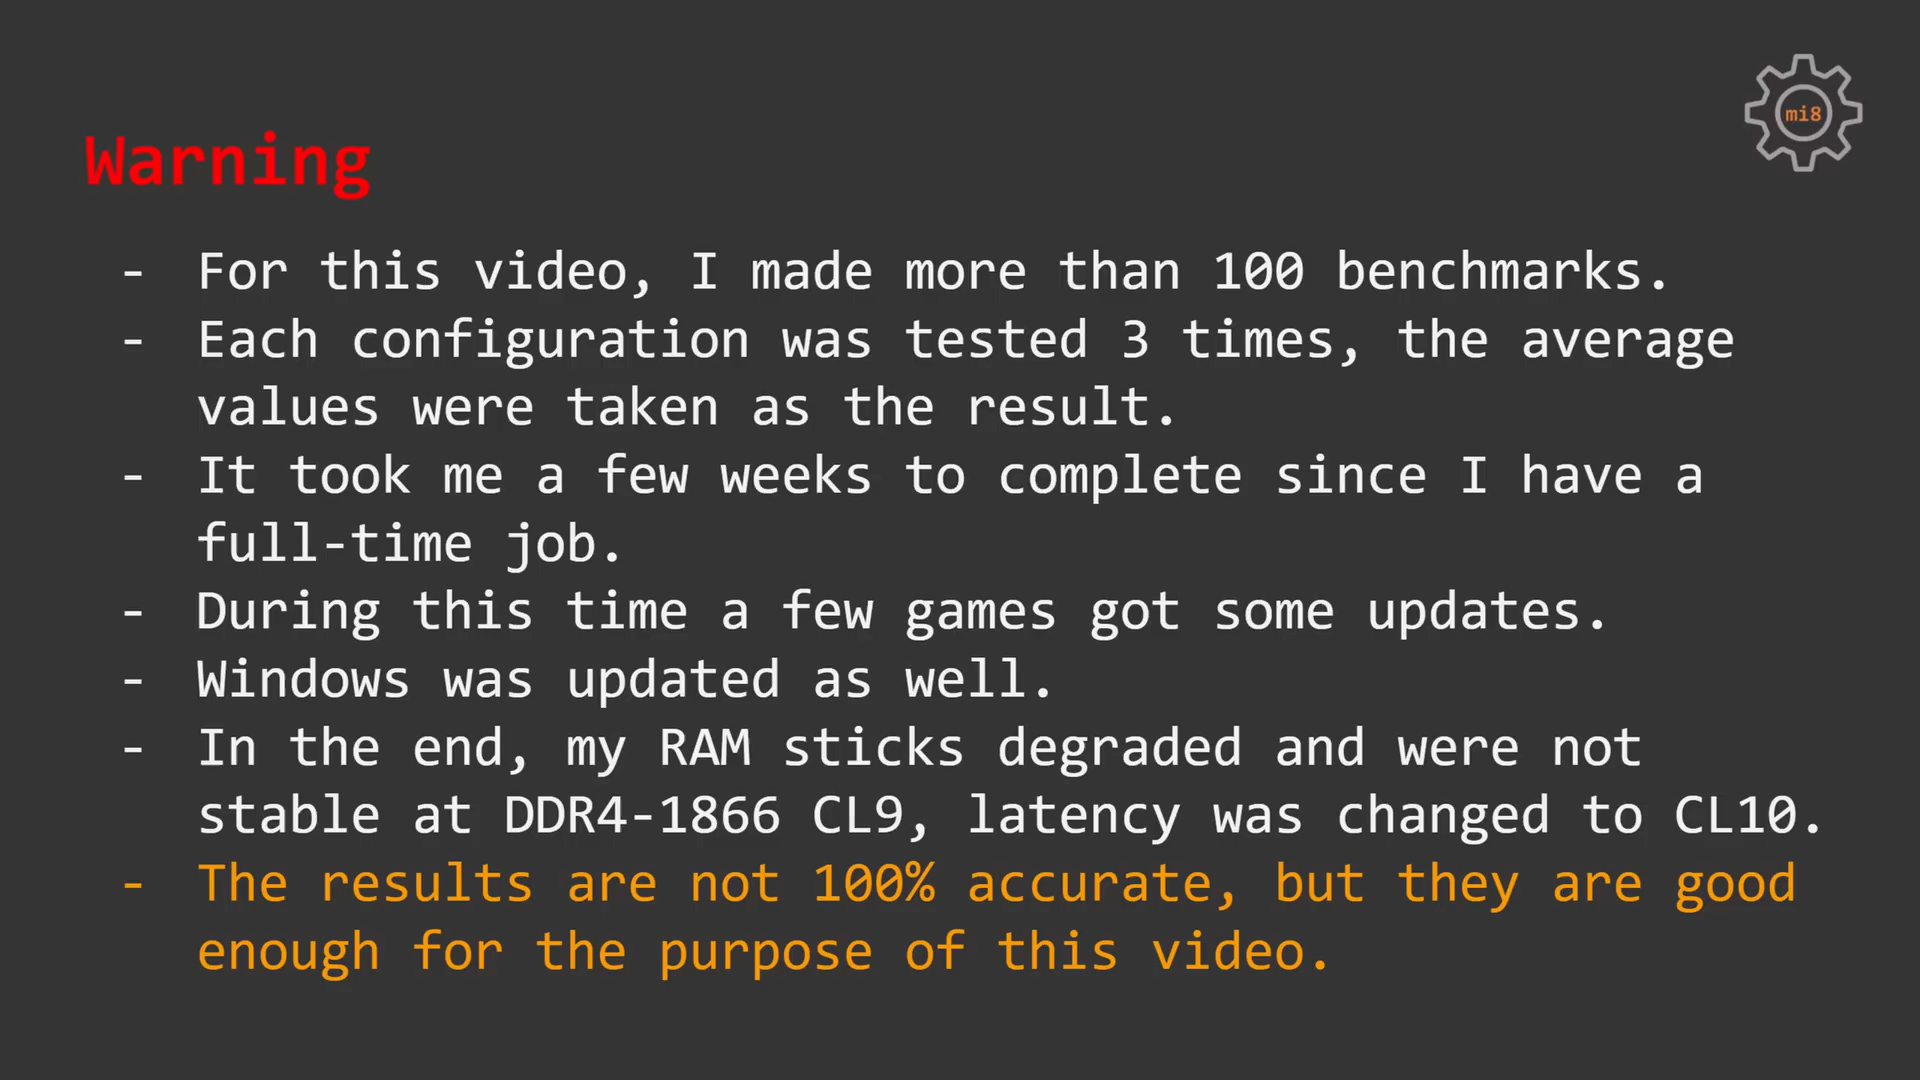 mi8
Warning
- For this video, I made more than 100 benchmarks.
- Each configuration was tested 3 times, the average
values were taken as the result.
- It took me a few weeks to complete since I have a
full-time job.
- During this time a few games got some updates.
- Windows was updated as well.
- In the end, my RAM sticks degraded and were not
stable at DDR4-1866 CL9, latency was changed to CL10.
- The results are not 100% accurate, but they are good
enough for the purpose of this video.